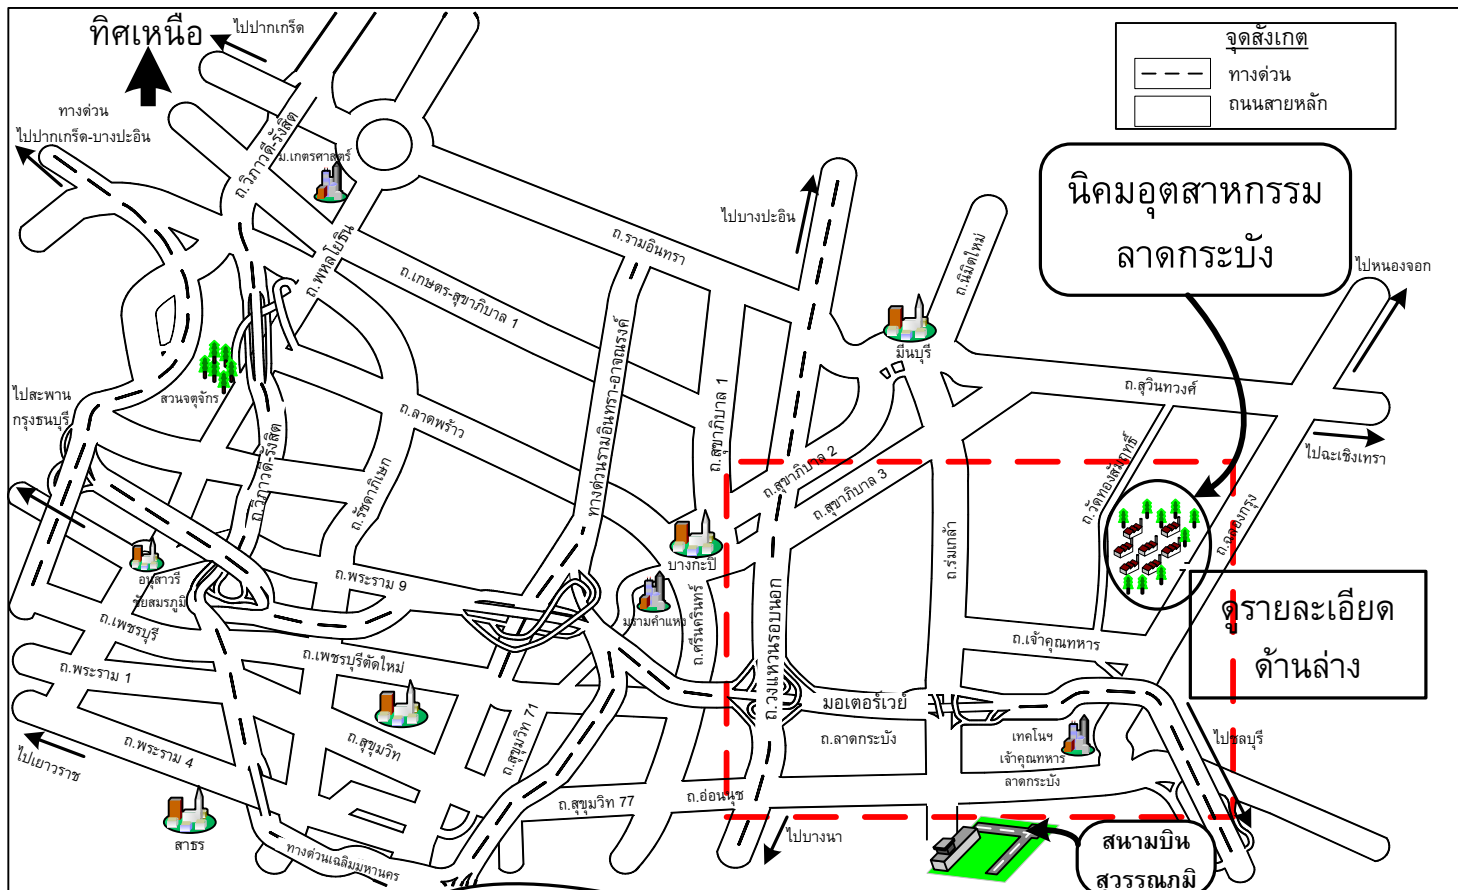 ทิศเหนือ
ไปปากเกร็ด
จุดสังเกต
ทางด่วน
ถนนสายหลัก
ทางด่วน
ไปปากเกร็ด-บางปะอิน
ถ.วิภาวดี-รังสิต
ม.เกตรศาสตร์
นิคมอุตสาหกรรม
ลาดกระบัง
ไปบางปะอิน
ถ.รามอินทรา
ถ.นิมิตใหม่
ไปหนองจอก
ถ.พหลโยธิน
ถ.เกษตร-สุขาภิบาล 1
มีนบุรี
ถ.สุวินทวงศ์
ทางด่วนรามอินทรา-อาจณรงค์
ถ.สุขาภิบาล 1
สวนจตุจักร
ไปสะพาน
กรุงธนบุรี
ถ.ลาดพร้าว
ไปฉะเชิงเทรา
ถ.วิภาวดี-รังสิต
ถ.รัชดาภิเษก
ถ.สุขาภิบาล 2
ถ.สุขาภิบาล 3
ถ.วัดทองสัมฤทธิ์
ถ.ฉลองกรุง
ถ.ร่มเกล้า
บางกะปิ
อนุสาวรี
ชัยสมรภูมิ
ถ.พระราม 9
ม.รามคำแหง
ถ.ศรีนครินทร์
ถ.วงแหวนรอบนอก
ดูรายละเอียด
ด้านล่าง
ถ.เพชรบุรี
ถ.เพชรบุรีตัดใหม่
ถ.เจ้าคุณทหาร
ถ.พระราม 1
มอเตอร์เวย์
ถ.สุขุมวิท
ถ.สุขุมวิท 71
ถ.ลาดกระบัง
เทคโนฯ
เจ้าคุณทหาร
ลาดกระบัง
ไปชลบุรี
ไปเยาวราช
ถ.พระราม 4
ถ.สุขุมวิท 77
ถ.อ่อนนุช
สาธร
ไปบางนา
สนามบิน
สุวรรณภูมิ
ทางด่วนเฉลิมมหานคร